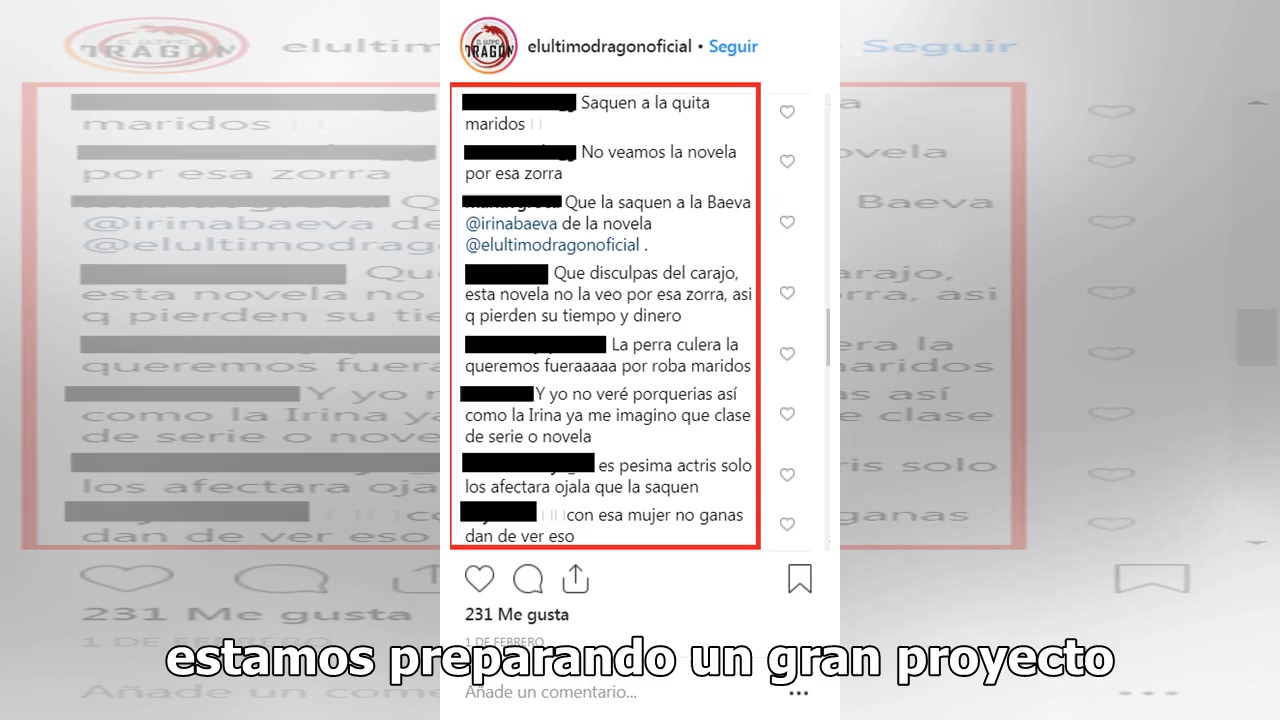 EL ULTIMO
DRAGON
elultimodragonoficial • Seguir
Saquen a la quita
maridos
No veamos la novela
por esa zorra
Que la saquen a la Baeva
@irinabaeva de la novela
@elultimodragonoficial .
Que disculpas del carajo,
esta novela no la veo por esa zorra, asi
q pierden su tiempo y dinero
La perra culera la
queremos fueraaaaa por roba maridos
Y yo no veré porquerias así
como la Irina ya me imagino que clase
de serie o novela
es pesima actris solo
los afectara ojala que la saquen
con esa mujer no ganas
dan de ver eso
231 Me gusta
1 DE FEBRERO
estamos preparando un gran proyecto
Añade un comentario...